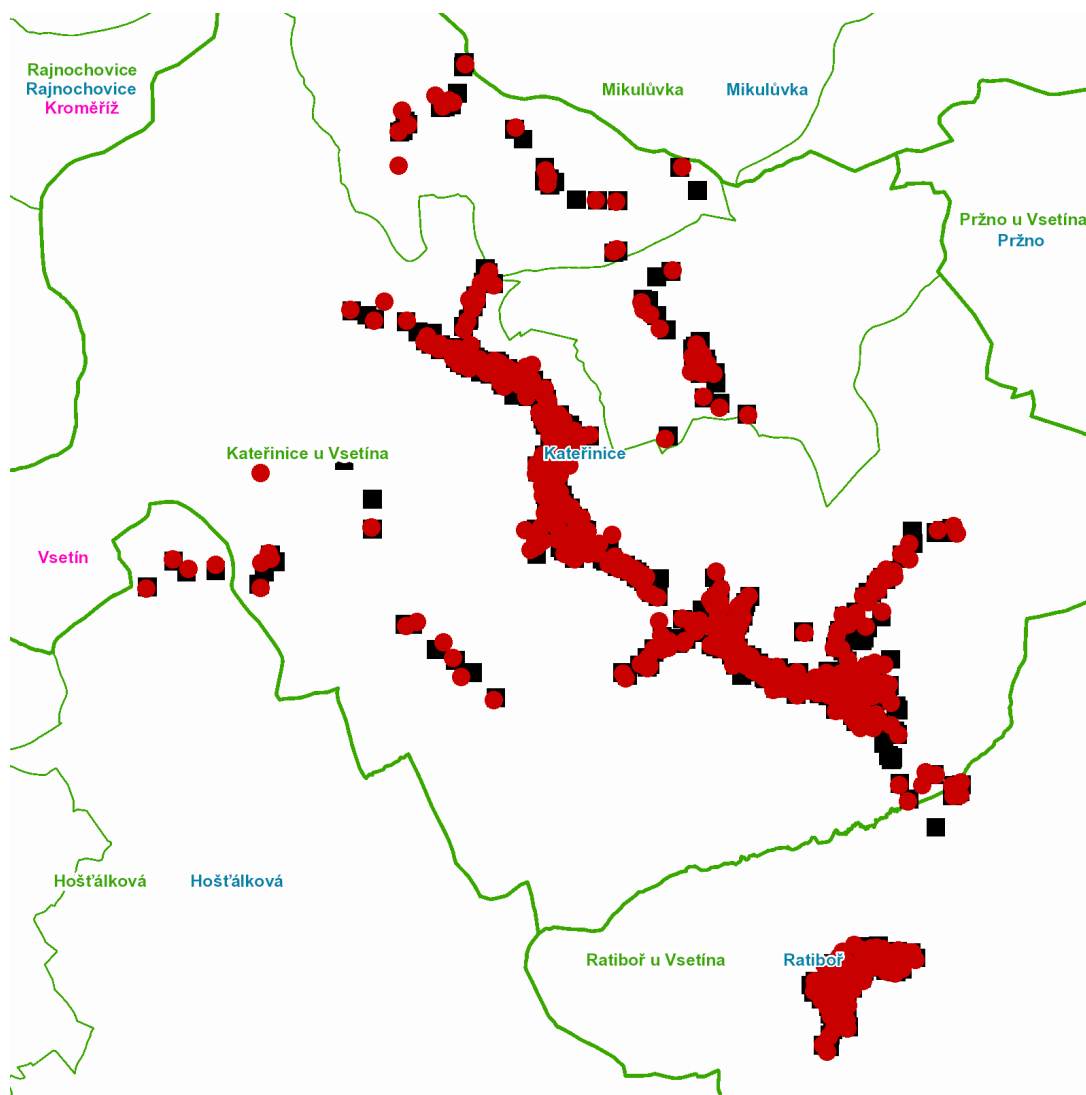 Rajnochovice
Rajnochovice
Kroměříž
Mikulůvka
Mikulůvka
Pržno u Vsetína
Pržno
Kateřinice u Vsetína
Kateřinice
Vsetín
Hošťálková
Hošťálková
Ratiboř u Vsetína
Ratiboř